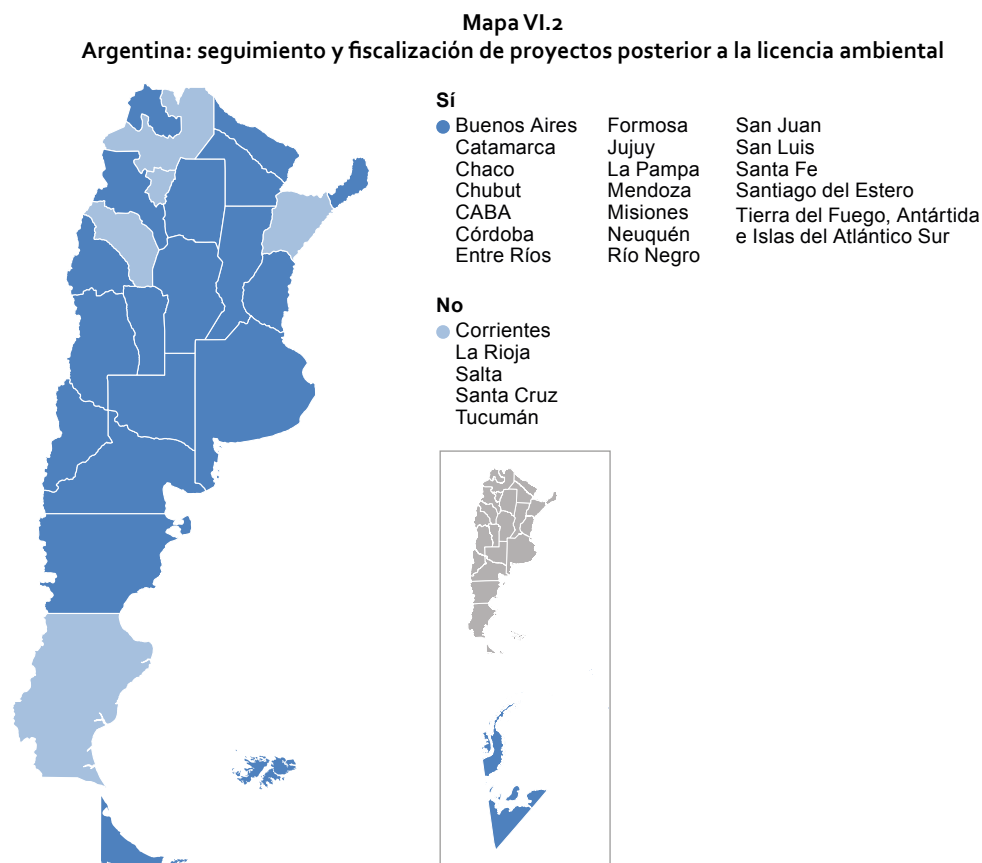 Mapa VI.2
Argentina: seguimiento y fiscalización de proyectos posterior a la licencia ambiental
Sí
Buenos Aires
Catamarca
Chaco
Chubut
CABA
Córdoba
Entre Ríos
Formosa
Jujuy
La Pampa
Mendoza
Misiones
Neuquén
Río Negro
San Juan
San Luis
Santa Fe
Santiago del Estero
Tierra del Fuego, Antártida
e Islas del Atlántico Sur
No
Corrientes
La Rioja
Salta
Santa Cruz
Tucumán